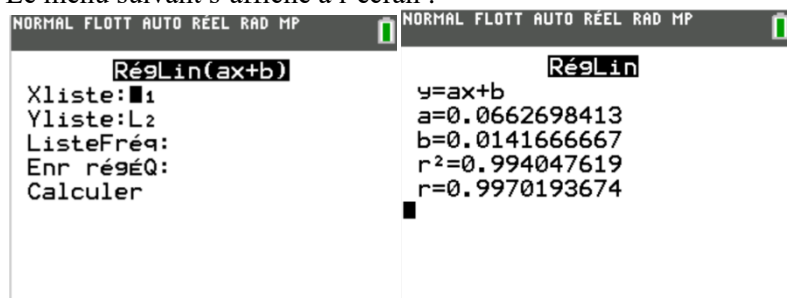 Le menu suivant s'affiche à l'écran :
NORMAL FLOTT AUTO RÉEL RAD MP
RégLin(ax+b)
Xliste:L1
Yliste:L2
ListeFréq:
Enr régÉQ:
Calculer
NORMAL FLOTT AUTO RÉEL RAD MP
RégLin
y=ax+b
a=0.0662698413
b=0.0141666667
r²=0.994047619
r=0.9970193674